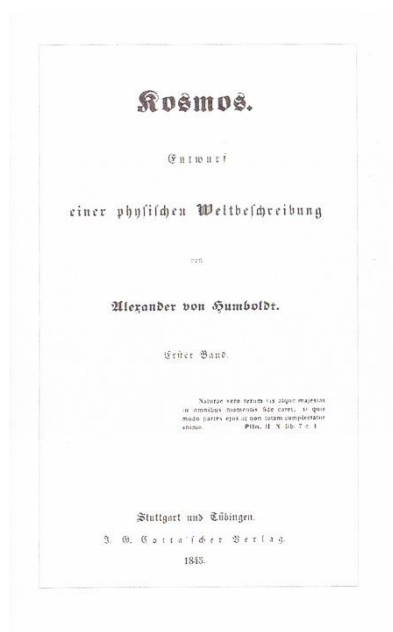 Kosmos.
Entwurf
einer physischen Weltbeschreibung
von
Alexander von Humboldt.
Erster Band.
Naturae vero rerum vis atque majestas
in omnibus momentis fide caret, si quis
modo partes ejus ac non totam complectatur
animo. Plin. H. N. lib. 7 c. 1
Stuttgart und Tübingen.
J. G. Cotta'scher Verlag.
1845.